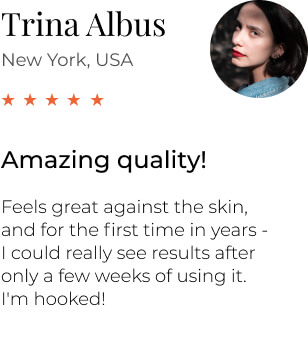 Trina Albus
New York, USA
Amazing quality!
Feels great against the skin,
and for the first time in years -
I could really see results after
only a few weeks of using it.
I'm hooked!